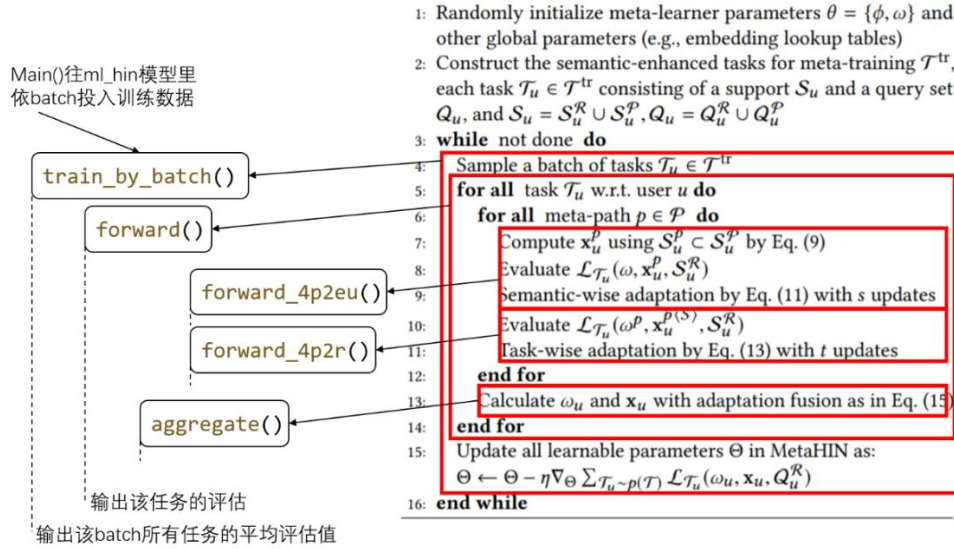 Main()往ml_hin模型里
依batch投入训练数据
train_by_batch()
forward()
forward_4p2eu()
forward_4p2r()
aggregate()
输出该任务的评估
输出该batch所有任务的平均评估值
1: Randomly initialize meta-learner parameters θ = {ϕ, ω} and
other global parameters (e.g., embedding lookup tables)
2: Construct the semantic-enhanced tasks for meta-training 𝒯^tr,
each task 𝒯_u ∈ 𝒯^tr consisting of a support 𝒮_u and a query set
𝒬_u, and 𝒮_u = 𝒮_u^ℛ ∪ 𝒮_u^𝒫, 𝒬_u = 𝒬_u^ℛ ∪ 𝒬_u^𝒫
3: while not done do
4: Sample a batch of tasks 𝒯_u ∈ 𝒯^tr
5: for all task 𝒯_u w.r.t. user u do
6: for all meta-path p ∈ 𝒫 do
7: Compute x_u^p using 𝒮_u^p ⊂ 𝒮_u^𝒫 by Eq. (9)
8: Evaluate ℒ_𝒯_u(ω, x_u^p, 𝒮_u^ℛ)
9: Semantic-wise adaptation by Eq. (11) with s updates
10: Evaluate ℒ_𝒯_u(ω^p, x_u^p⟨S⟩, 𝒮_u^ℛ)
11: Task-wise adaptation by Eq. (13) with t updates
12: end for
13: Calculate ω_u and x_u with adaptation fusion as in Eq. (15)
14: end for
15: Update all learnable parameters Θ in MetaHIN as:
Θ ← Θ − η∇_Θ ∑_𝒯_u∼p(𝒯) ℒ_𝒯_u(ω_u, x_u, 𝒬_u^ℛ)
16: end while